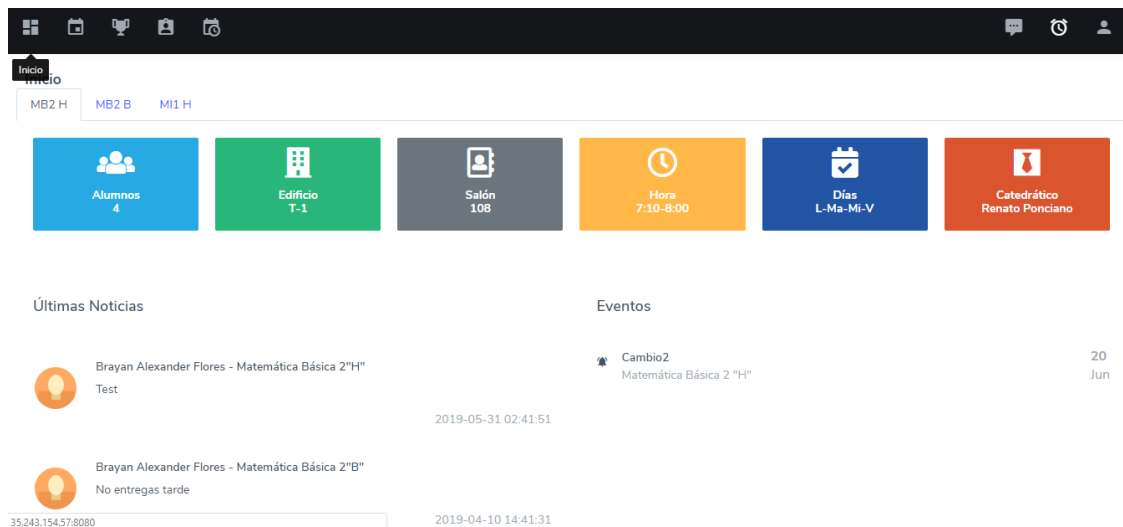 Inicio
Inicio
MB2 H MB2 B MI1 H
Alumnos
4
Edificio
T-1
Salón
108
Hora
7:10-8:00
Días
L-Ma-Mi-V
Catedrático
Renato Ponciano
Últimas Noticias
Brayan Alexander Flores - Matemática Básica 2"H"
Test
2019-05-31 02:41:51
Brayan Alexander Flores - Matemática Básica 2"B"
No entregas tarde
2019-04-10 14:41:31
Eventos
Cambio2 20
Matemática Básica 2 "H" Jun
35.243.154.57:8080